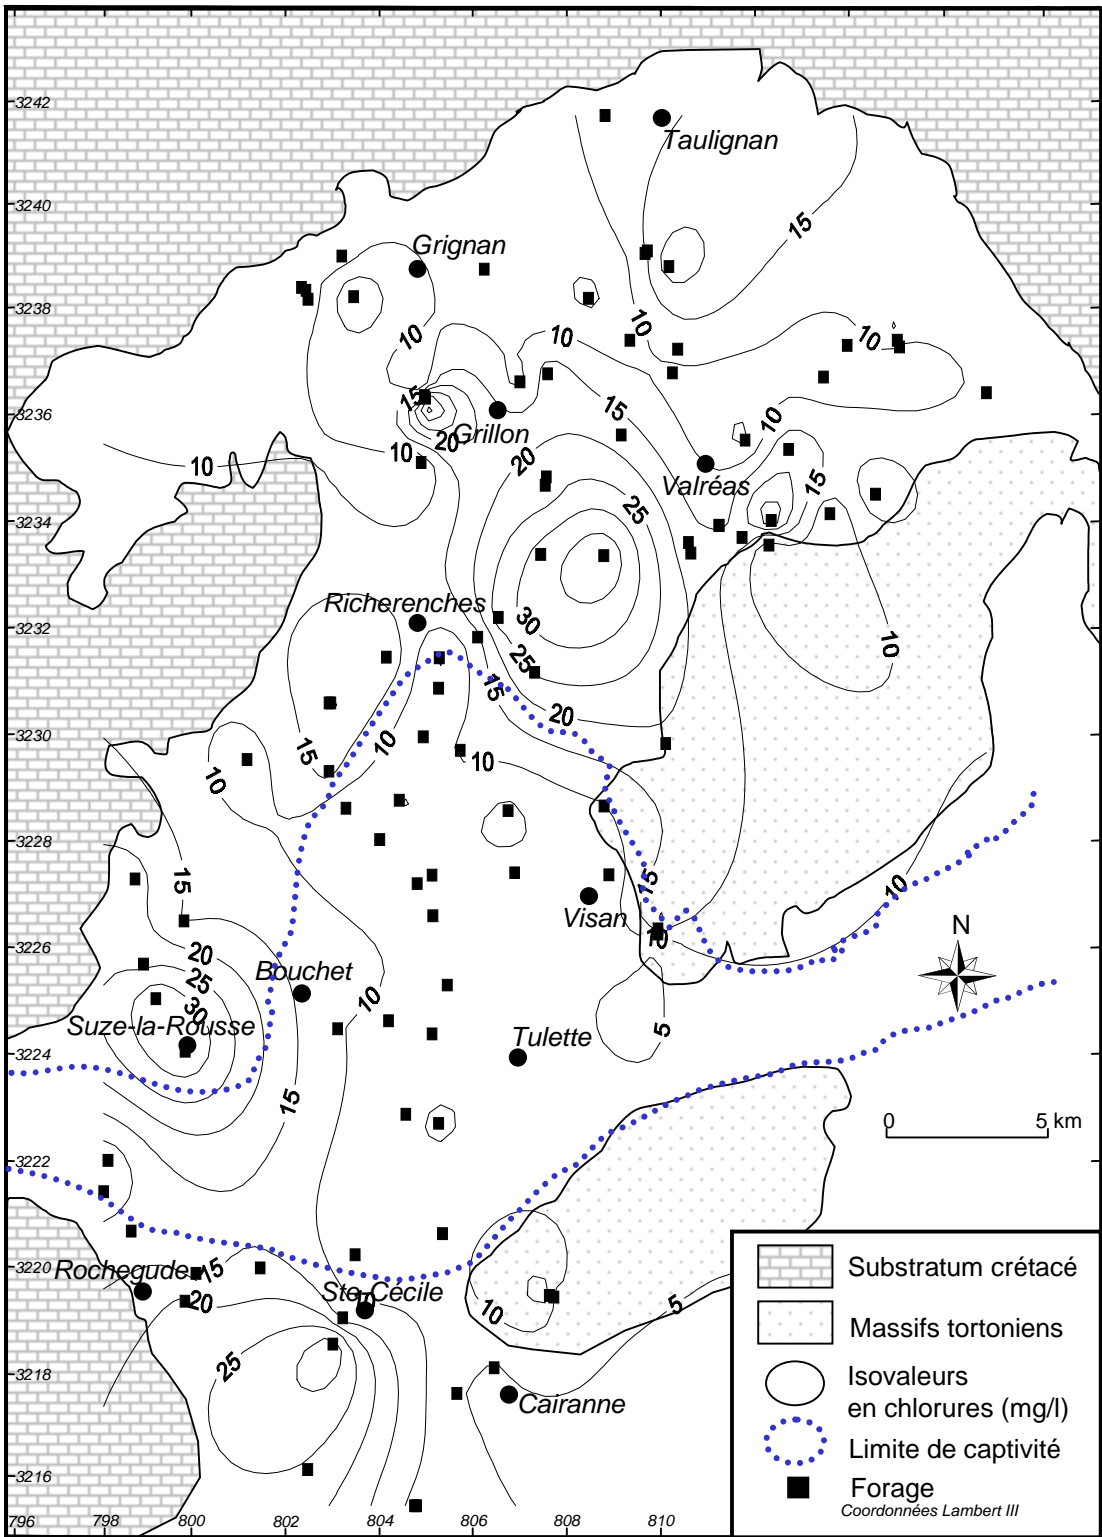 3242
Taulignan
3240
15
Grignan
3238
10
10
10
10
15
3236
15
10
20
Grillon
10
20
10
Valréas
15
25
3234
Richerenches
30
3232
10
25
15
20
3230
15
10
10
10
3228
15
15
10
Visan
3226
20
10
N
Bouchet
25
10
30
Suze-la-Rousse
5
Tulette
3224
15
0
5 km
3222
3220
Rochegude
15
20
Ste-Cécile
10
10
5
25
3218
Cairanne
3216
796
798
800
802
804
806
808
810
Substratum crétacé
Massifs tortoniens
Isovaleurs
en chlorures (mg/l)
Limite de captivité
Forage
Coordonnées Lambert III